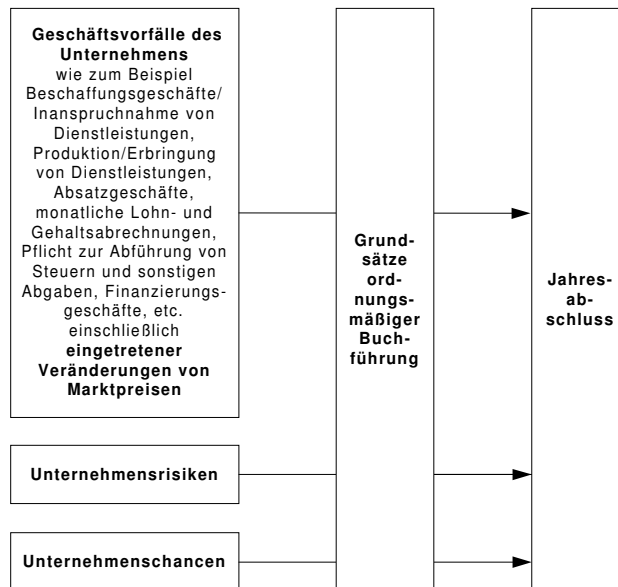 Geschäftsvorfälle des
Unternehmens
wie zum Beispiel
Beschaffungsgeschäfte/
Inanspruchnahme von
Dienstleistungen,
Produktion/Erbringung
von Dienstleistungen,
Absatzgeschäfte,
monatliche Lohn- und
Gehaltsabrechnungen,
Pflicht zur Abführung von
Steuern und sonstigen
Abgaben, Finanzierungs-
geschäfte, etc.
einschließlich
eingetretener
Veränderungen von
Marktpreisen
Unternehmensrisiken
Unternehmenschancen
Grund-
sätze
ord-
nungs-
mäßiger
Buch-
führung
Jahres-
ab-
schluss